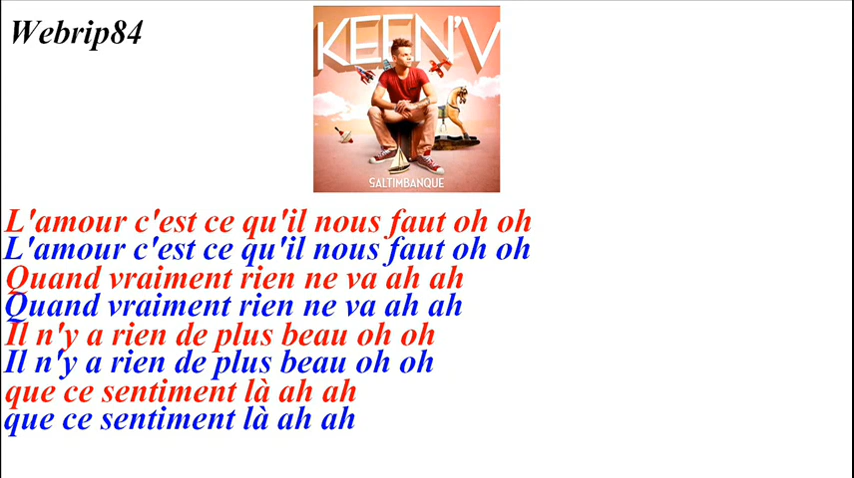 Webrip84
KEEN'V
SALTIMBANQUE
L'amour c'est ce qu'il nous faut oh oh
L'amour c'est ce qu'il nous faut oh oh
Quand vraiment rien ne va ah ah
Quand vraiment rien ne va ah ah
Il n'y a rien de plus beau oh oh
Il n'y a rien de plus beau oh oh
que ce sentiment là ah ah
que ce sentiment là ah ah